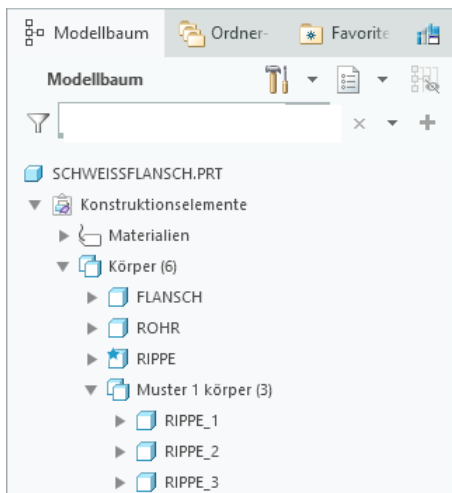 Modellbaum Ordner- Favorite
Modellbaum
SCHWEISSFLANSCH.PRT
Konstruktionselemente
Materialien
Körper (6)
FLANSCH
ROHR
RIPPE
Muster 1 körper (3)
RIPPE_1
RIPPE_2
RIPPE_3